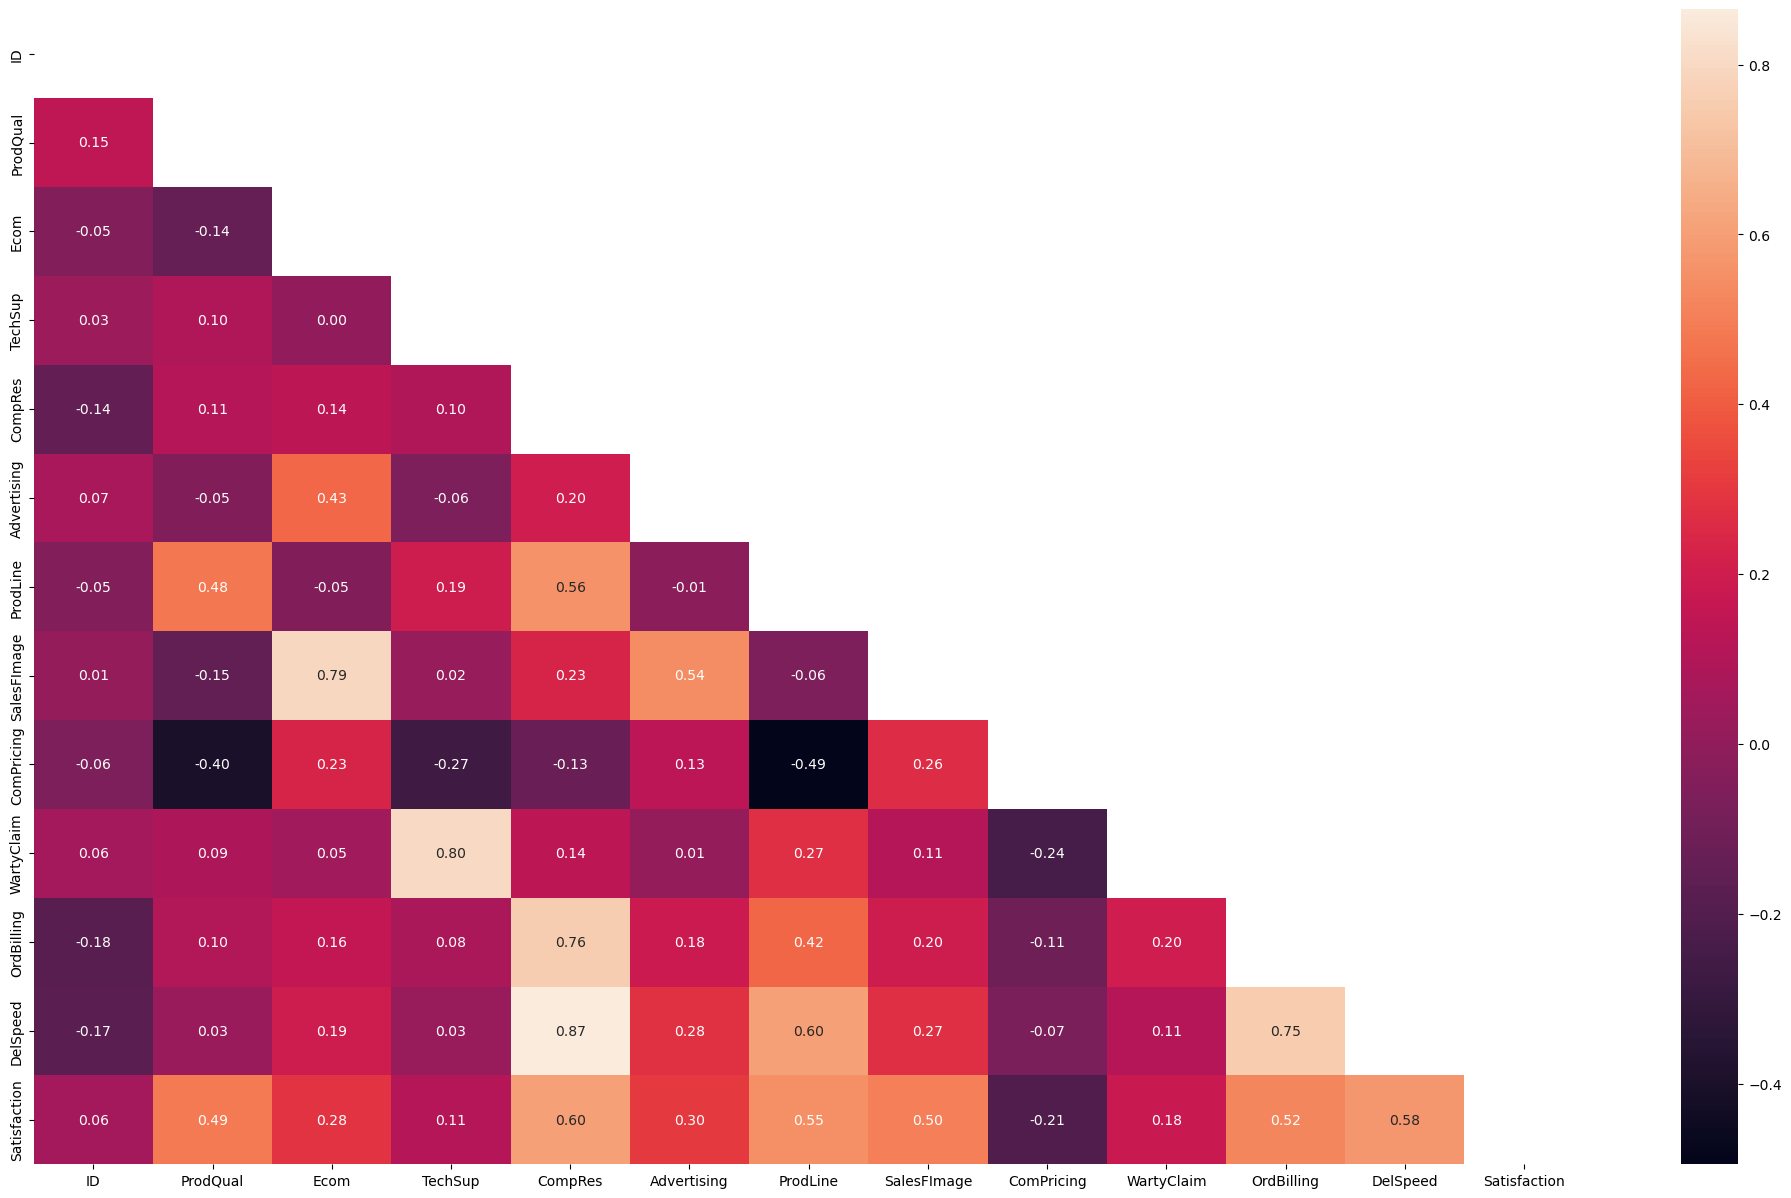 ID
ProdQual 0.15
Ecom -0.05 -0.14
TechSup 0.03 0.10 0.00
CompRes -0.14 0.11 0.14 0.10
Advertising 0.07 -0.05 0.43 -0.06 0.20
ProdLine -0.05 0.48 -0.05 0.19 0.56 -0.01
SalesFImage 0.01 -0.15 0.79 0.02 0.23 0.54 -0.06
ComPricing -0.06 -0.40 0.23 -0.27 -0.13 0.13 -0.49 0.26
WartyClaim 0.06 0.09 0.05 0.80 0.14 0.01 0.27 0.11 -0.24
OrdBilling -0.18 0.10 0.16 0.08 0.76 0.18 0.42 0.20 -0.11 0.20
DelSpeed -0.17 0.03 0.19 0.03 0.87 0.28 0.60 0.27 -0.07 0.11 0.75
Satisfaction 0.06 0.49 0.28 0.11 0.60 0.30 0.55 0.50 -0.21 0.18 0.52 0.58
ID ProdQual Ecom TechSup CompRes Advertising ProdLine SalesFImage ComPricing WartyClaim OrdBilling DelSpeed Satisfaction
0.8
0.6
0.4
0.2
0.0
−0.2
−0.4